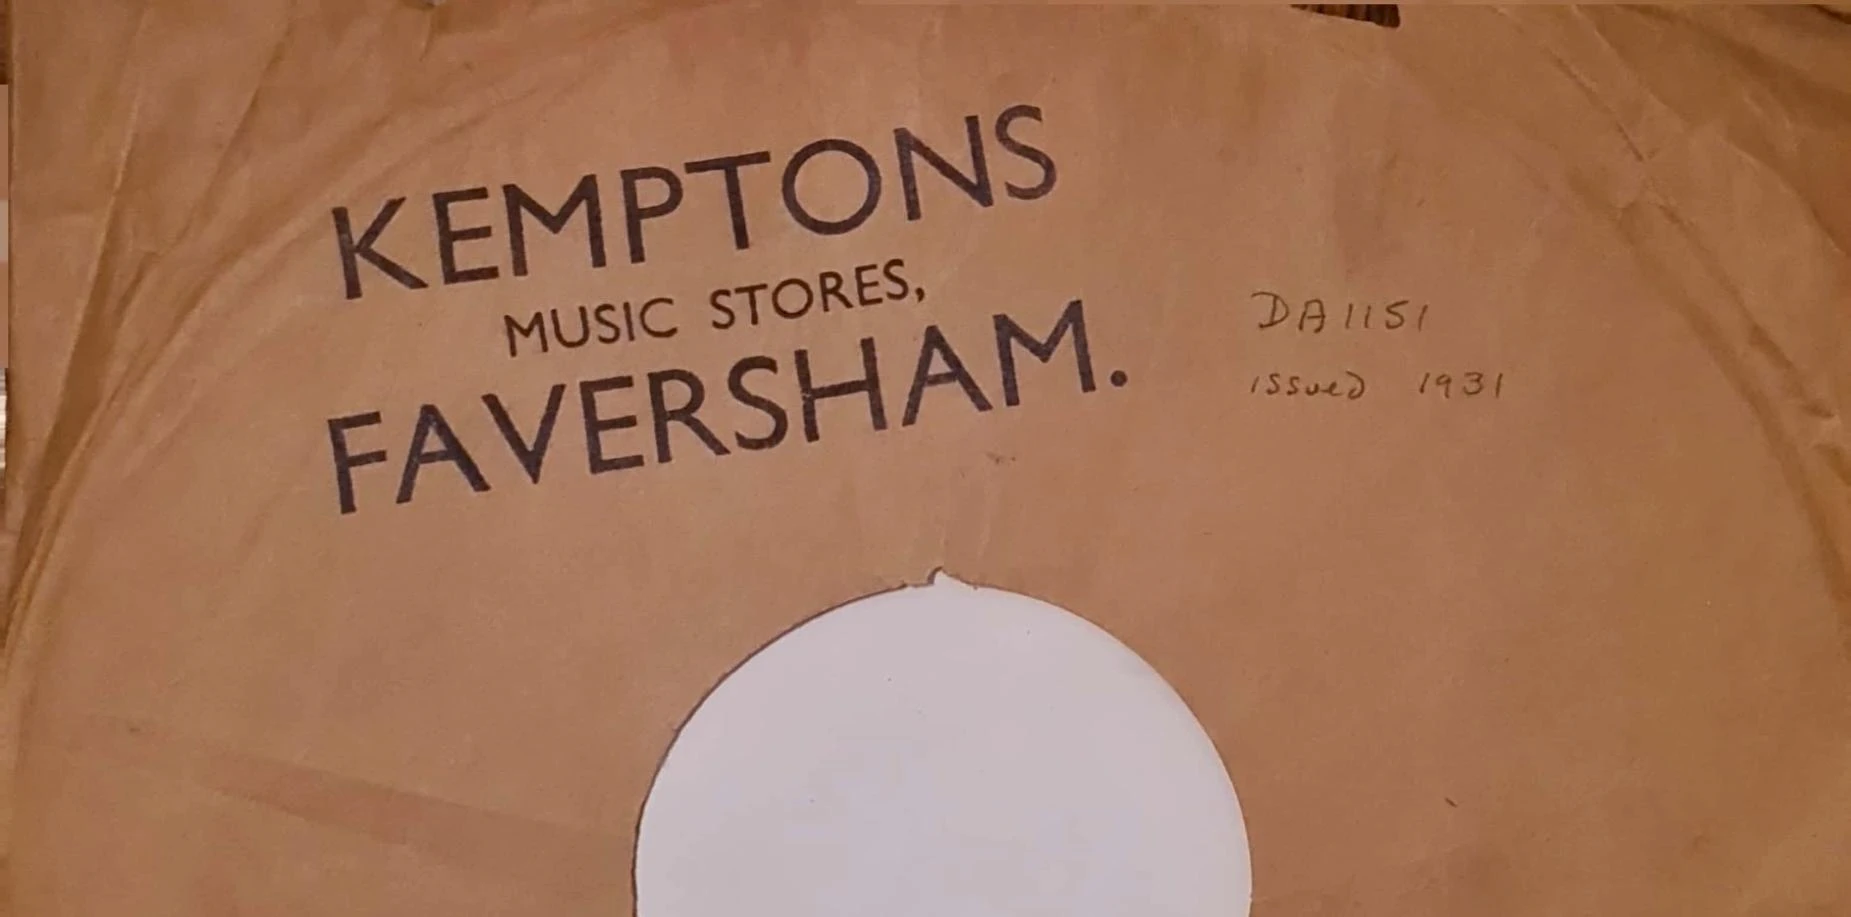 KEMPTONS
MUSIC STORES,
FAVERSHAM.
DA1151
issued 1931